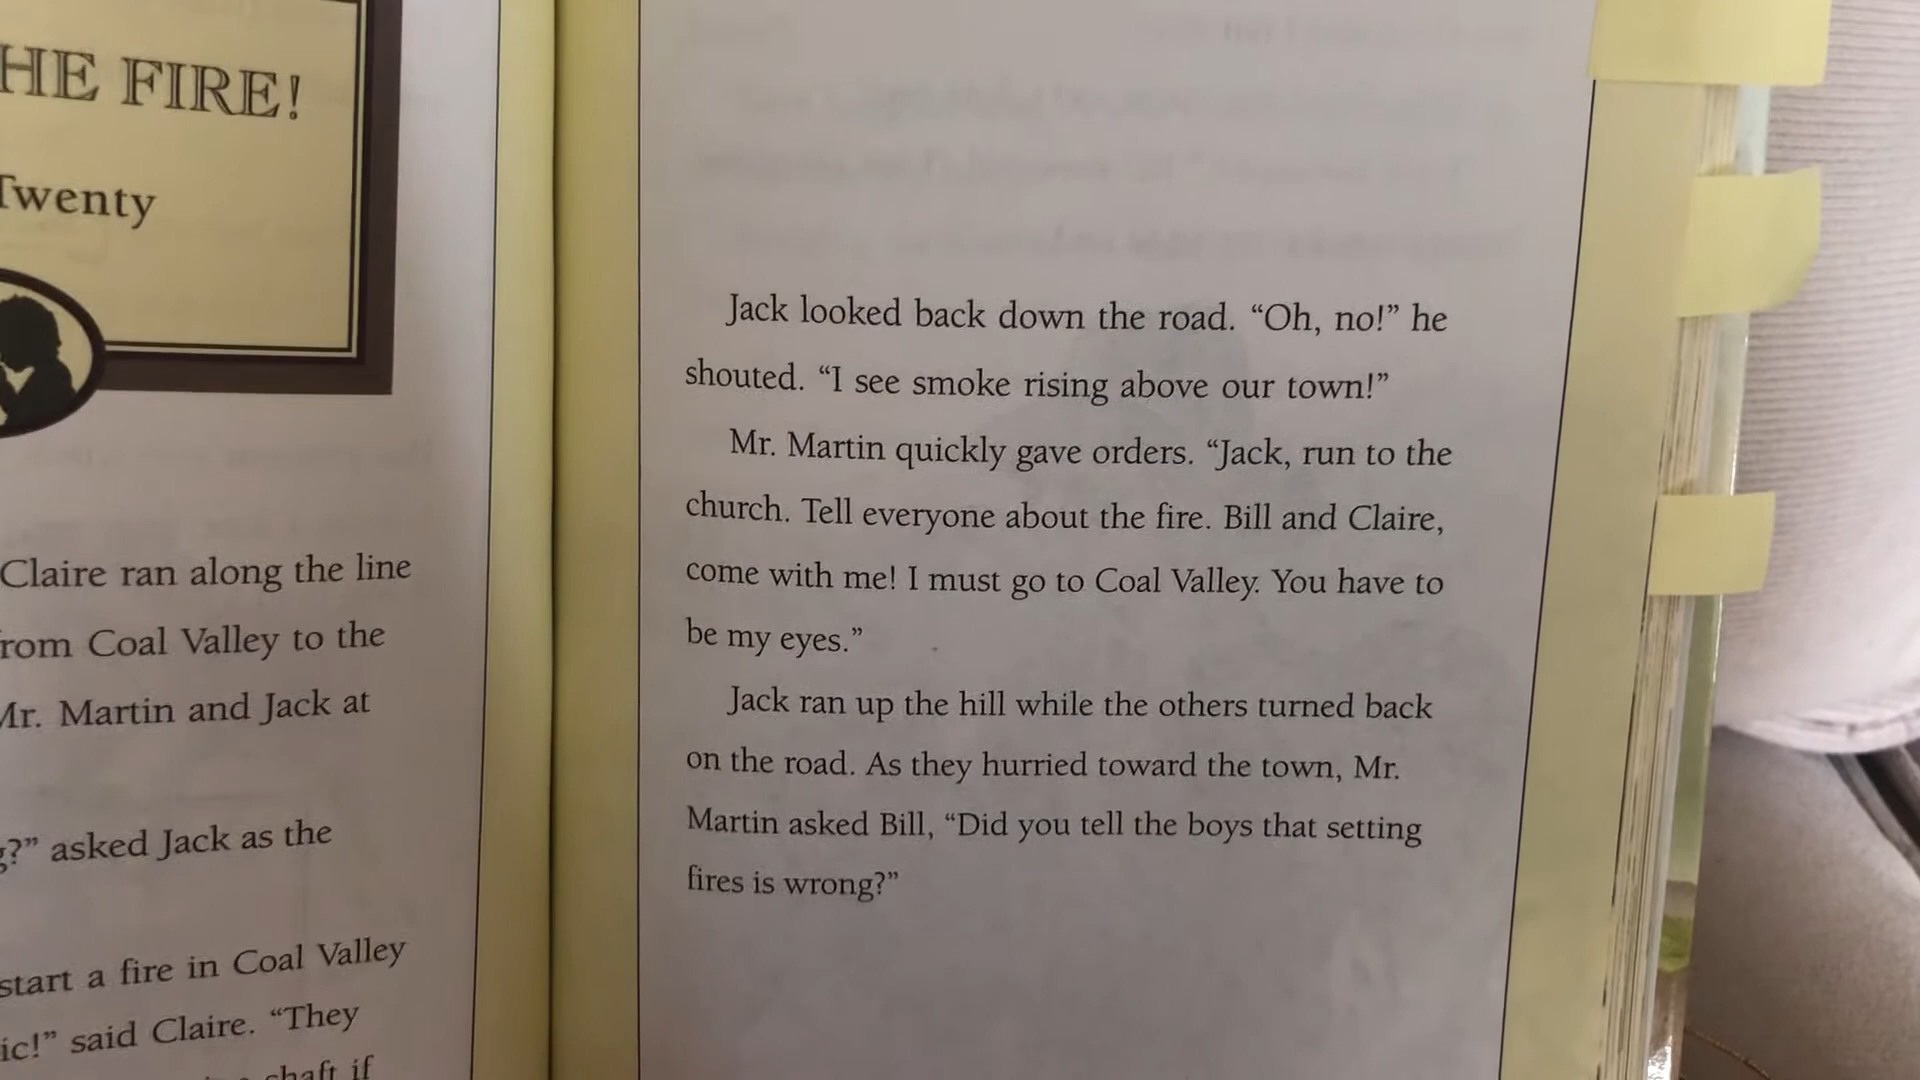 HE FIRE!
Twenty
Claire ran along the line
from Coal Valley to the
Mr. Martin and Jack at
?” asked Jack as the
start a fire in Coal Valley
ic!” said Claire. “They
shaft if
Jack looked back down the road. “Oh, no!” he
shouted. “I see smoke rising above our town!”
Mr. Martin quickly gave orders. “Jack, run to the
church. Tell everyone about the fire. Bill and Claire,
come with me! I must go to Coal Valley. You have to
be my eyes.”
Jack ran up the hill while the others turned back
on the road. As they hurried toward the town, Mr.
Martin asked Bill, “Did you tell the boys that setting
fires is wrong?”